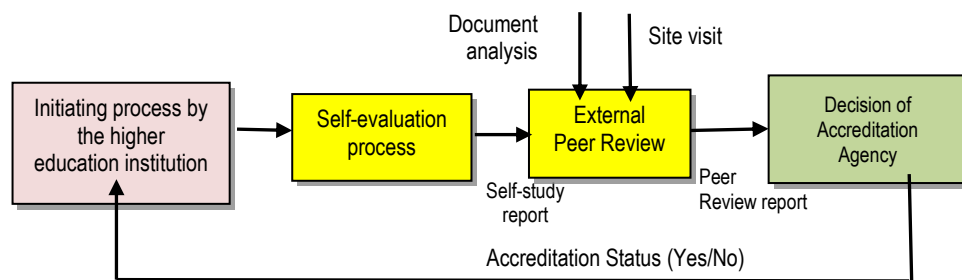 Document
analysis
Site visit
Initiating process by
the higher
education institution
Self-evaluation
process
External
Peer Review
Decision of
Accreditation
Agency
Self-study
report
Peer
Review report
Accreditation Status (Yes/No)